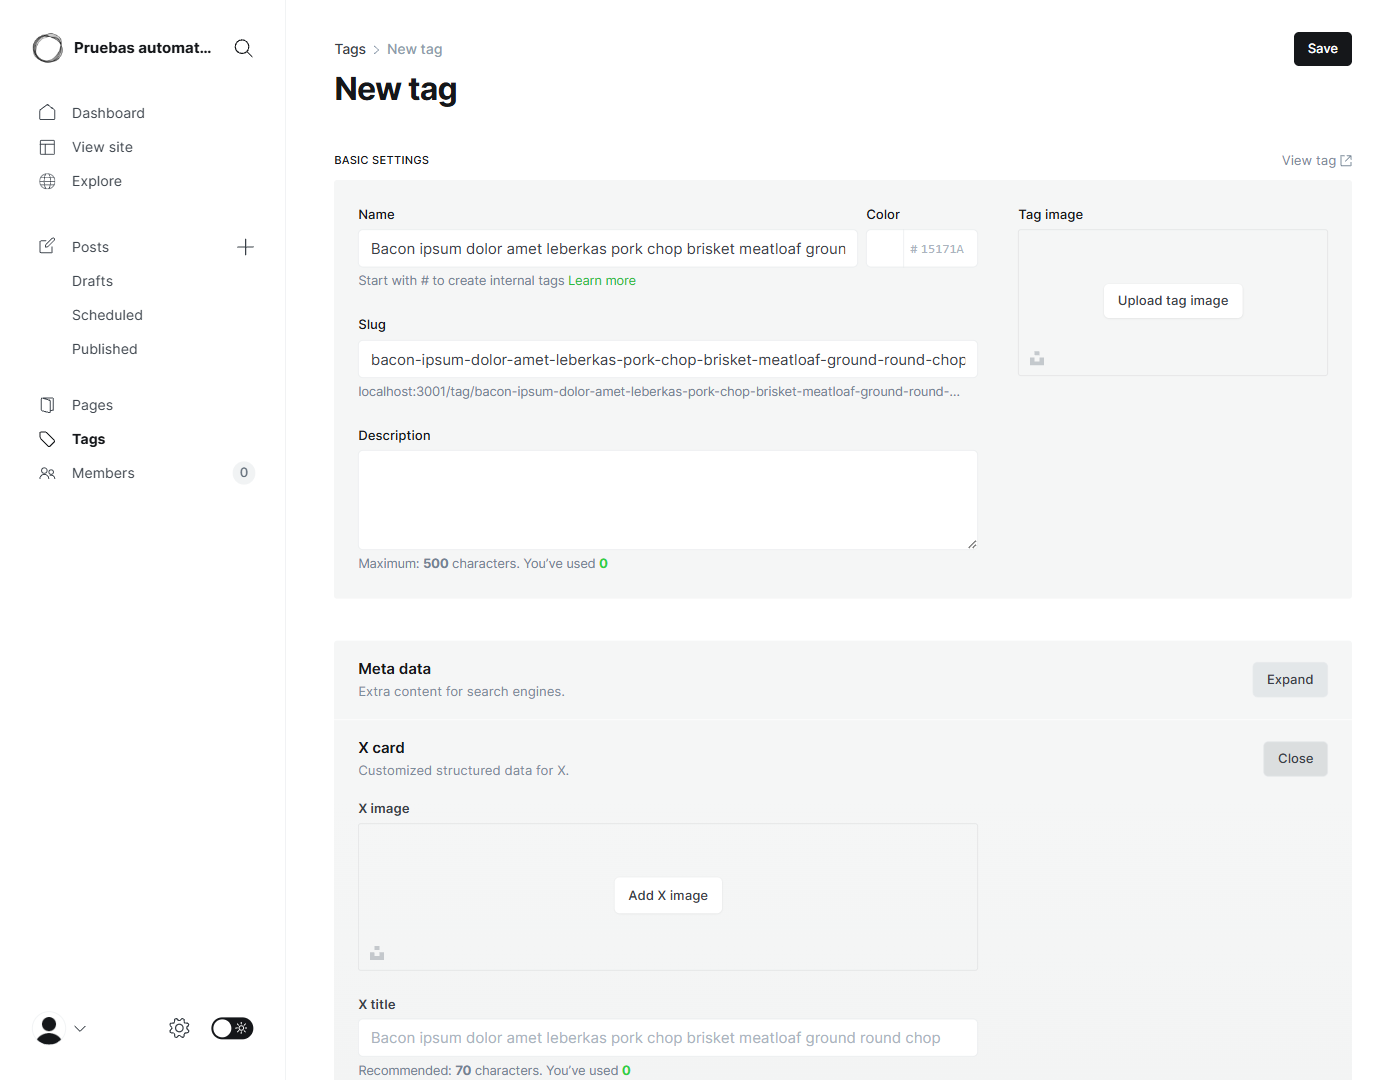 Pruebas automat...
Dashboard
View site
Explore
Posts
Drafts
Scheduled
Published
Pages
Tags
Members
0
Tags > New tag
Save
New tag
BASIC SETTINGS
View tag
Name
Bacon ipsum dolor amet leberkas pork chop brisket meatloaf groun
Start with # to create internal tags Learn more
Color
# 15171A
Tag image
Upload tag image
Slug
bacon-ipsum-dolor-amet-leberkas-pork-chop-brisket-meatloaf-ground-round-chop
localhost:3001/tag/bacon-ipsum-dolor-amet-leberkas-pork-chop-brisket-meatloaf-ground-round-...
Description
Maximum: 500 characters. You’ve used 0
Meta data
Extra content for search engines.
Expand
X card
Customized structured data for X.
Close
X image
Add X image
X title
Bacon ipsum dolor amet leberkas pork chop brisket meatloaf ground round chop
Recommended: 70 characters. You’ve used 0